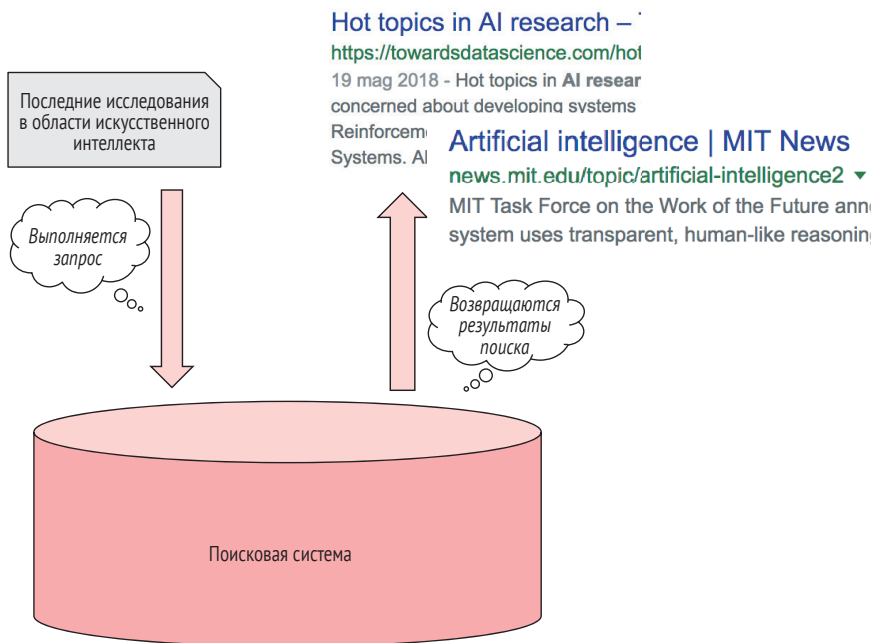 Hot topics in AI research –
https://towardsdatascience.com/hot
19 mag 2018 - Hot topics in AI resear
concerned about developing systems
Reinforcem
Systems. AI
Artificial intelligence | MIT News
news.mit.edu/topic/artificial-intelligence2
MIT Task Force on the Work of the Future ann
system uses transparent, human-like reasoning
Последние исследования
в области искусственного
интеллекта
Выполняется
запрос
Возвращаются
результаты
поиска
Поисковая система